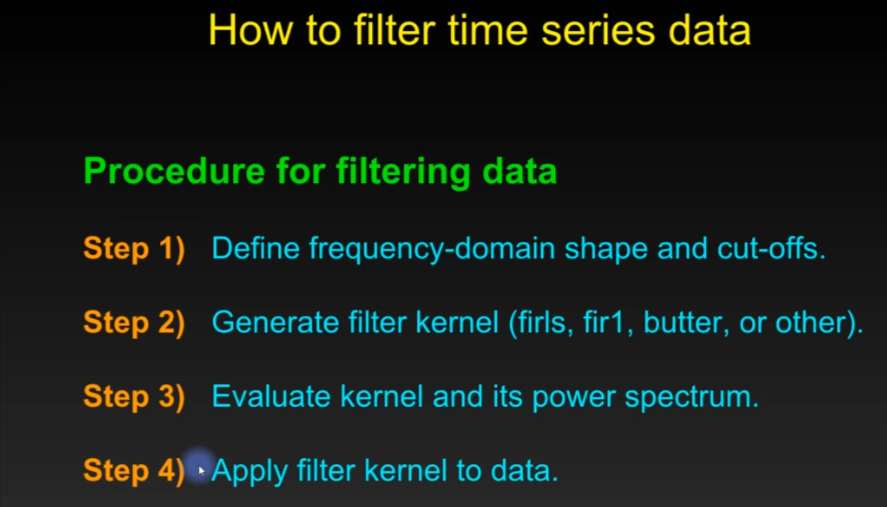 How to filter time series data
Procedure for filtering data
Step 1) Define frequency-domain shape and cut-offs.
Step 2) Generate filter kernel (firls, fir1, butter, or other).
Step 3) Evaluate kernel and its power spectrum.
Step 4) Apply filter kernel to data.